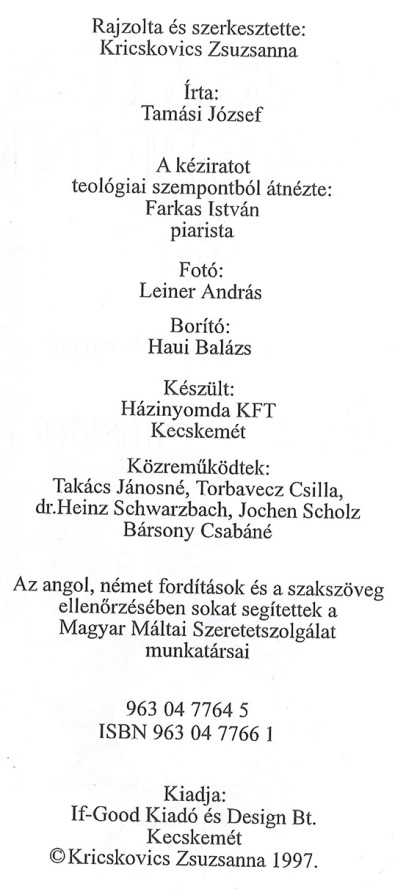 Rajzolta és szerkesztette:
Kricskovics Zsuzsanna
Írta:
Tamási József
A kéziratot
teológiai szempontból átnézte:
Farkas István
piarista
Fotó:
Leiner András
Borító:
Haui Balázs
Készült:
Házinyomda KFT
Kecskemét
Közreműködtek:
Takács Jánosné, Torbavecz Csilla,
dr.Heinz Schwarzbach, Jochen Scholz
Bársony Csabáné
Az angol, német fordítások és a szakszöveg
ellenőrzésében sokat segítettek a
Magyar Máltai Szeretetszolgálat
munkatársai
963 04 7764 5
ISBN 963 04 7766 1
Kiadja:
If-Good Kiadó és Design Bt.
Kecskemét
©Kricskovics Zsuzsanna 1997.